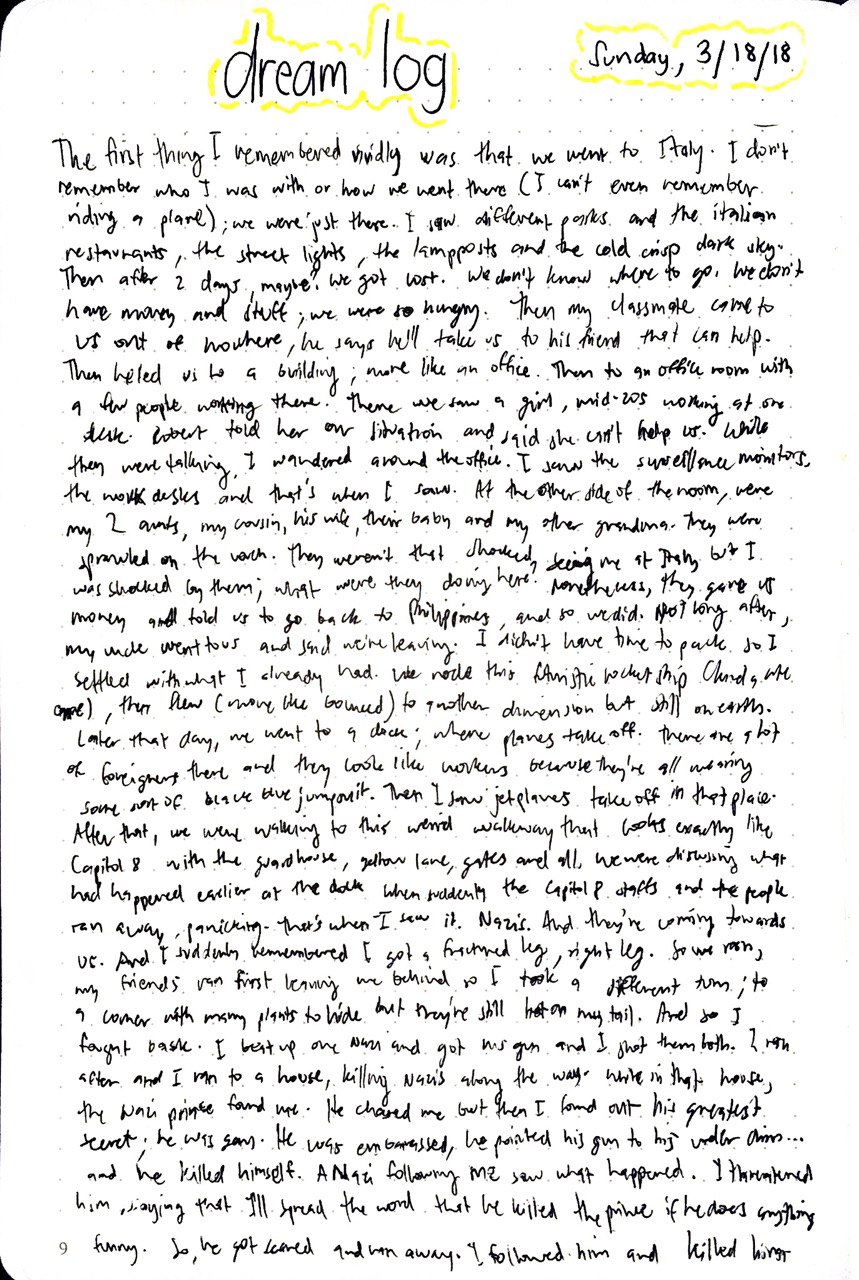 dream log
Sunday, 3/18/18
The first thing I remembered vividly was that we went to Italy. I don't
remember who I was with or how we went there (I can't even remember
riding a plane); we were just there. I saw different parks and the italian
restaurants, the street lights, the lampposts and the cold crisp dark sky.
Then after 2 days, maybe? We got lost. We don't know where to go. We don't
have money and stuff; we were so hungry. Then my classmate came to
us out of nowhere, he says he'll take us to his friend that can help.
Then he led us to a building; more like an office. Then to an office room with
a few people working there. There we saw a girl, mid-20s working at one
desk. Robert told her our situation and said she can't help us. While
they were talking, I wandered around the office. I saw the surveillance monitors,
the work desks and that's when I saw. At the other side of the room, were
my 2 aunts, my cousin, his wife, their baby and my other grandma. They were
sprawled on the couch. They weren't that shocked, seeing me at Italy but I
was shocked by them; what were they doing here? Nonetheless, they gave us
money and told us to go back to Philippines, and so we did. Not long after,
my uncle went to us and said we're leaving. I didn't have time to pack so I
settled with what I already had. We rode this futuristic rocket ship
), then flew (more like bounced) to another dimension but still on earth.
Later that day, we went to a dock; where planes take off. There are a lot
of foreigners there and they look like workers because they're all wearing
some sort of black blue jumpsuit. Then I saw jetplanes take off in that place.
After that, we were walking to this weird walkway that looks exactly like
Capitol 8 with the guardhouse, yellow lane, gates and all. We were discussing what
had happened earlier at the dock when suddenly the Capitol 8 staffs and the people
ran away, panicking. That's when I saw it. Nazis. And they're coming towards
us. And I suddenly remembered I got a fractured leg, right leg. So we ran,
my friends ran first leaving me behind so I took a different turn; to
a corner with many plants to hide but they're still hot on my tail. And so I
fought back. I beat up one Nazi and got his gun and I shot them both. I ran
after and I ran to a house, killing Nazis along the way. While in that house,
the Nazi prince found me. He chased me but then I found out his greatest
secret; he was gay. He was embarassed, he pointed his gun to his under chin...
and he killed himself. A Nazi following me saw what happened. I threatened
him, saying that I'll spread the word that he killed the prince if he does anything
funny. So, he got scared and ran away. I followed him and killed him
9